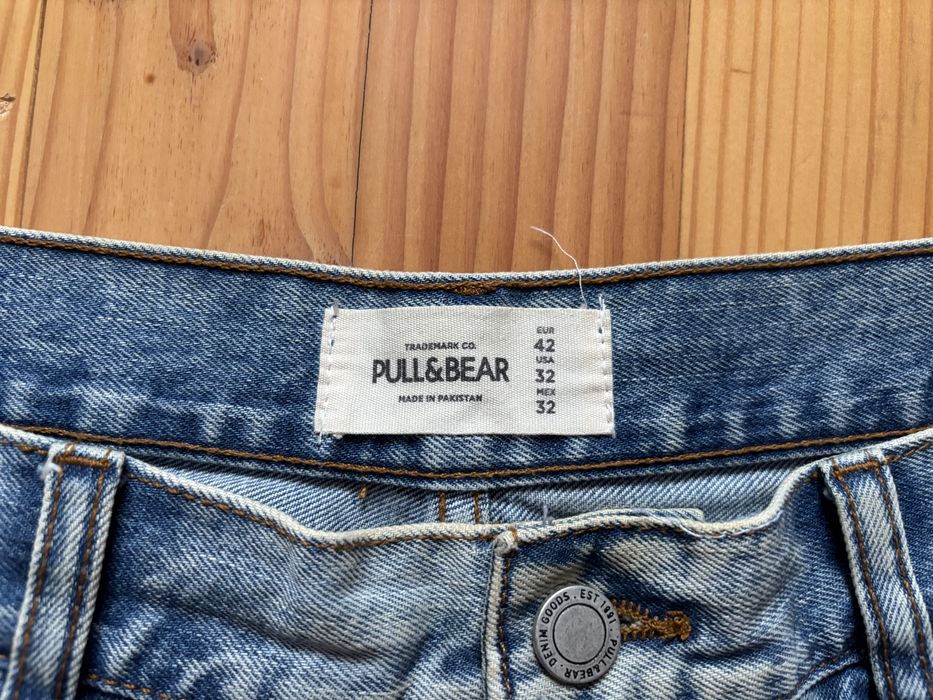 TRADEMARK CO.
PULL&BEAR
MADE IN PAKISTAN
EUR
42
USA
32
MEX
32
DENIM GOODS . EST 1991 . PULL&BEAR .